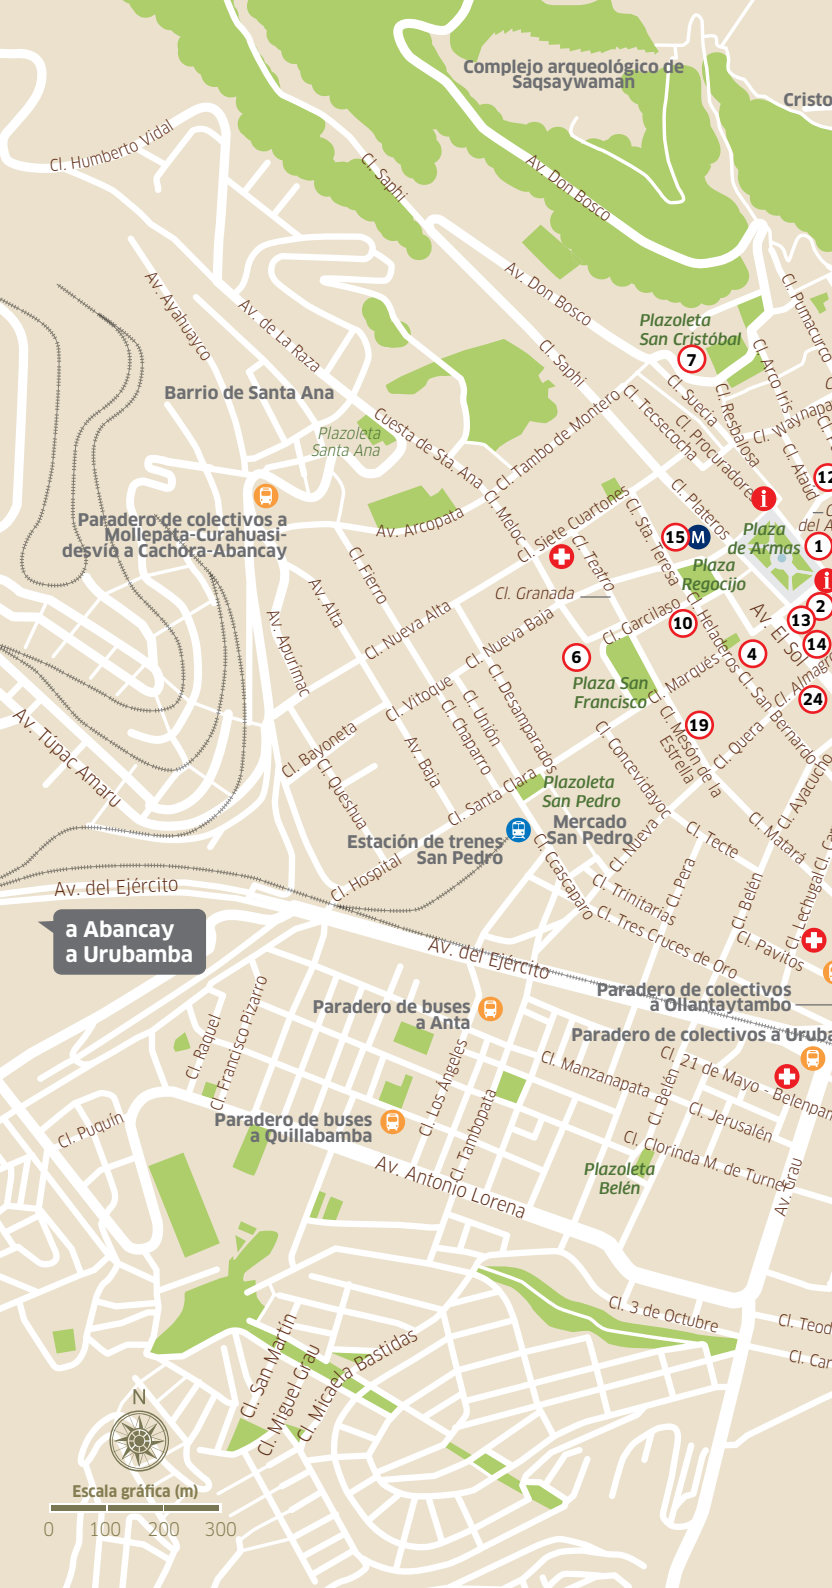 Complejo arqueológico de
Saqsaywaman
Cristo
Cl. Humberto Vidal
Cl. Saphi
Av. Don Bosco
Av. Ayahuayco
Av. de La Raza
Av. Don Bosco
Cl. Pumacurco
Plazoleta
San Cristóbal
7
Cl. Saphi
Cl. Arco Iris
Barrio de Santa Ana
Cl. Suecia
Cl. Resbalosa
Cl. Tecsecocha
Cl. Procuradores
Cl. Waynapa
Plazoleta
Santa Ana
Cuesta de Sta. Ana
Cl. Tambo de Montero
Cl. Ataud
12
Cl. Meloc
Cl. Siete Cuartones
Cl. Plateros
i
Paradero de colectivos a
Mollepata-Curahuasi-
desvío a Cachora-Abancay
Av. Arcopata
Cl. Sta. Teresa
15
M
Plaza
de Armas
del A
1
Cl. Fierro
Cl. Teatro
Plaza
Regocijo
i
Av. Alta
Cl. Granada
2
Cl. Nueva Alta
Cl. Nueva Baja
Cl. Garcilaso
10
Cl. Heladeros
Av. El Sol
13
14
Av. Apurímac
6
4
Plaza San
Francisco
Cl. Marqués
Cl. San Bernardo
Cl. Almagro
24
Cl. Vitoque
Cl. Unión
Cl. Desamparados
Cl. Chaparro
19
Cl. Mesón de la
Estrella
Av. Túpac Amaru
Cl. Bayoneta
Av. Baja
Cl. Concevidayoc
Cl. Quera
Cl. Queshua
Cl. Santa Clara
Plazoleta
San Pedro
Cl. Ayacucho
Mercado
San Pedro
Cl. Matará
Estación de trenes
San Pedro
Cl. Nueva
Cl. Tecte
Cl. Hospital
Cl. Ccascaparo
Cl. Trinitarias
Cl. Pera
Cl. Belén
Cl. Lechugal
Av. del Ejército
Cl. Tres Cruces de Oro
Cl. Pavitos
a Abancay
a Urubamba
Av. del Ejército
Paradero de colectivos
a Ollantaytambo
Cl. Francisco Pizarro
Paradero de buses
a Anta
Cl. Raquel
Paradero de colectivos a Uruba
Cl. Los Ángeles
Cl. Manzanapata
Cl. 21 de Mayo - Belenpam
Cl. Belén
Cl. Puquín
Cl. Tambopata
Cl. Jerusalén
Paradero de buses
a Quillabamba
Cl. Clorinda M. de Turner
Plazoleta
Belén
Av. Grau
Av. Antonio Lorena
Cl. 3 de Octubre
Cl. Teod
Cl. Car
Cl. San Martín
Cl. Miguel Grau
Cl. Micaela Bastidas
N
Escala gráfica (m)
0 100 200 300